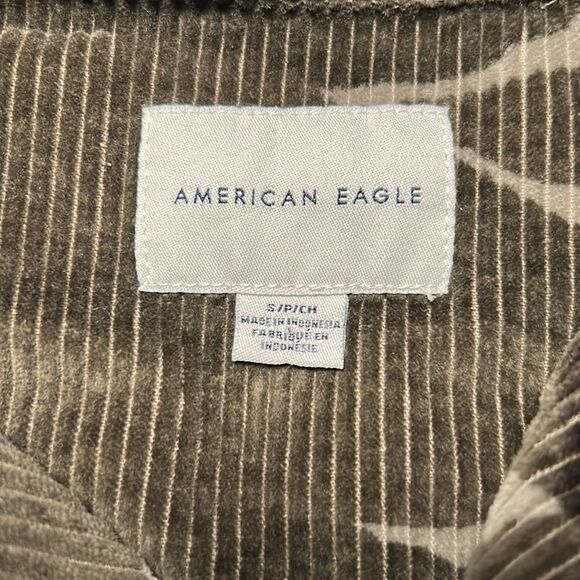 AMERICAN EAGLE
S/P/CH
MADE IN INDONESIA
FABRIQUÉ EN
INDONÉSIE